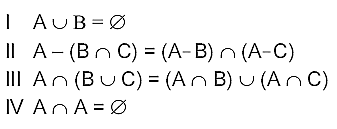 I A ∪ B = ∅
II A – (B ∩ C) = (A–B) ∩ (A–C)
III A ∩ (B ∪ C) = (A ∩ B) ∪ (A ∩ C)
IV A ∩ A = ∅